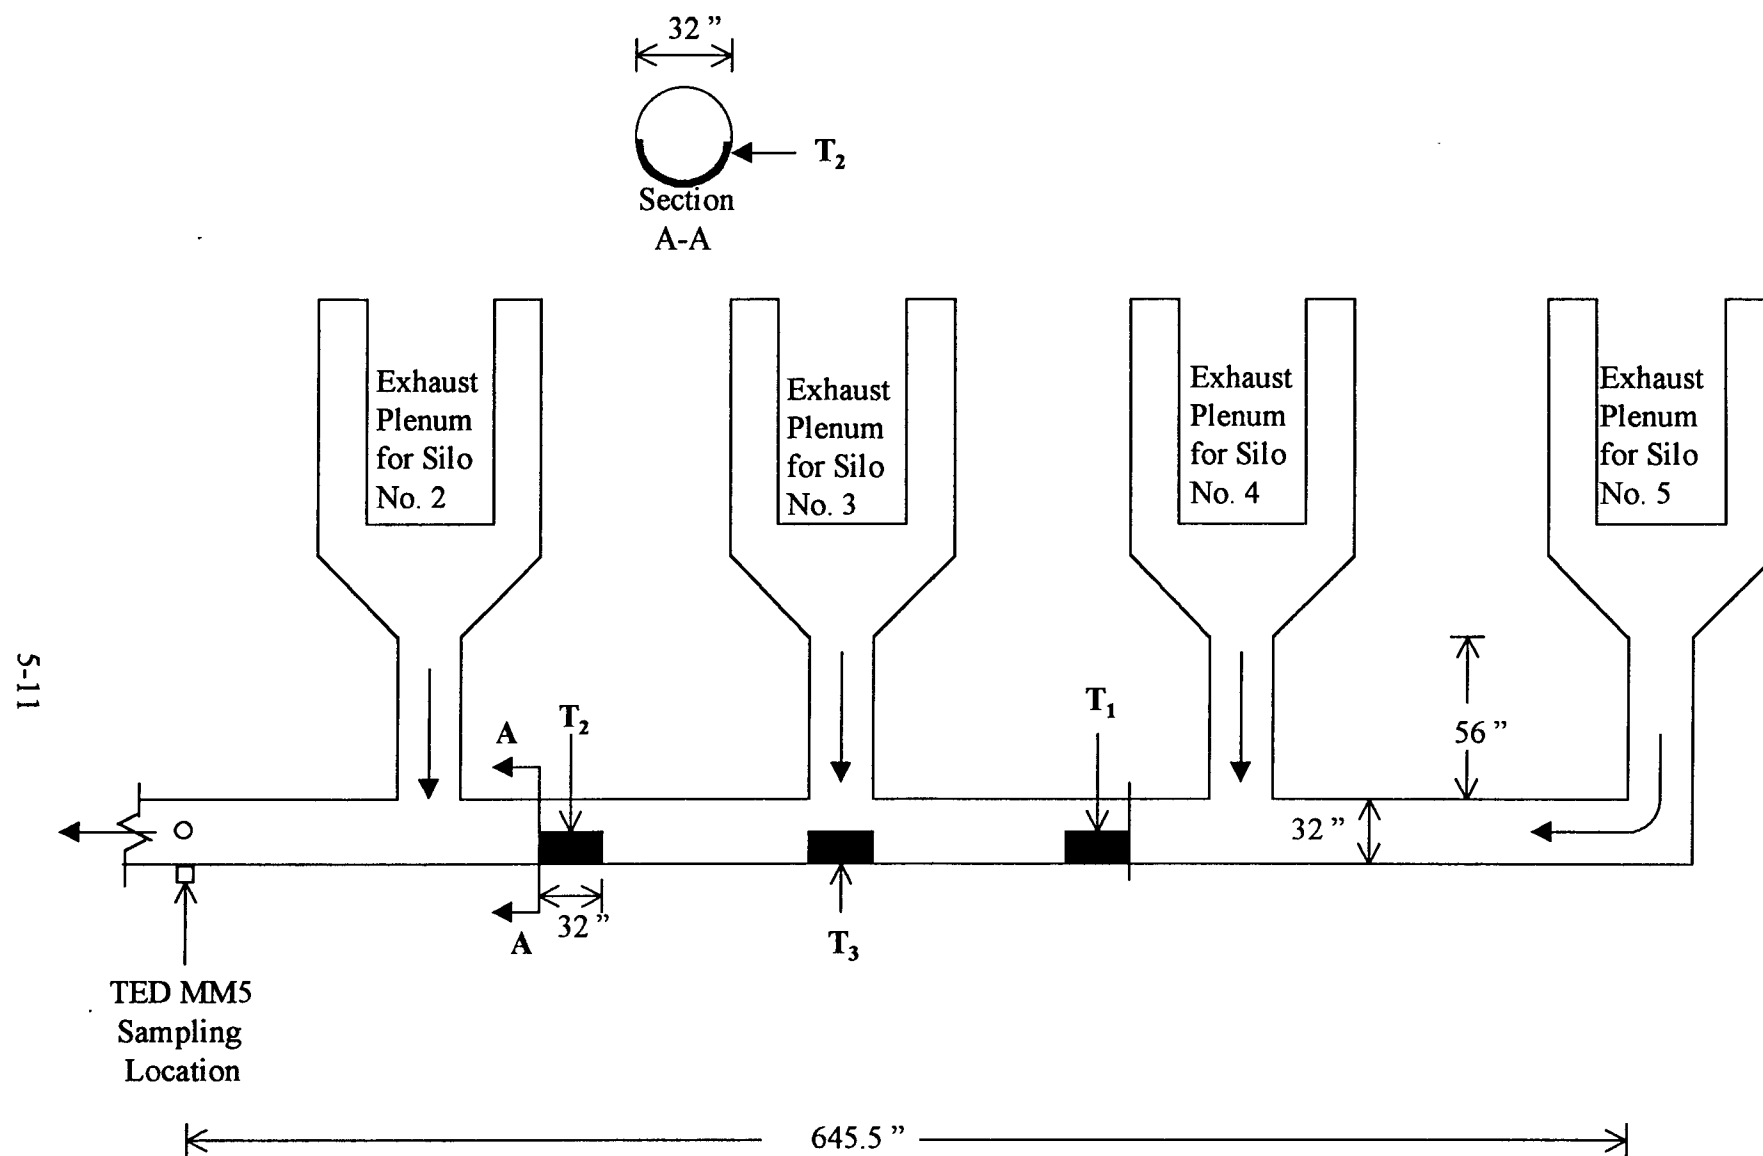 32 ”
T2
Section
A-A
Exhaust
Plenum
for Silo
No. 2
Exhaust
Plenum
for Silo
No. 3
Exhaust
Plenum
for Silo
No. 4
Exhaust
Plenum
for Silo
No. 5
5-11
A
T2
T1
56 ”
32 ”
A
32 ”
T3
TED MM5
Sampling
Location
645.5 ”